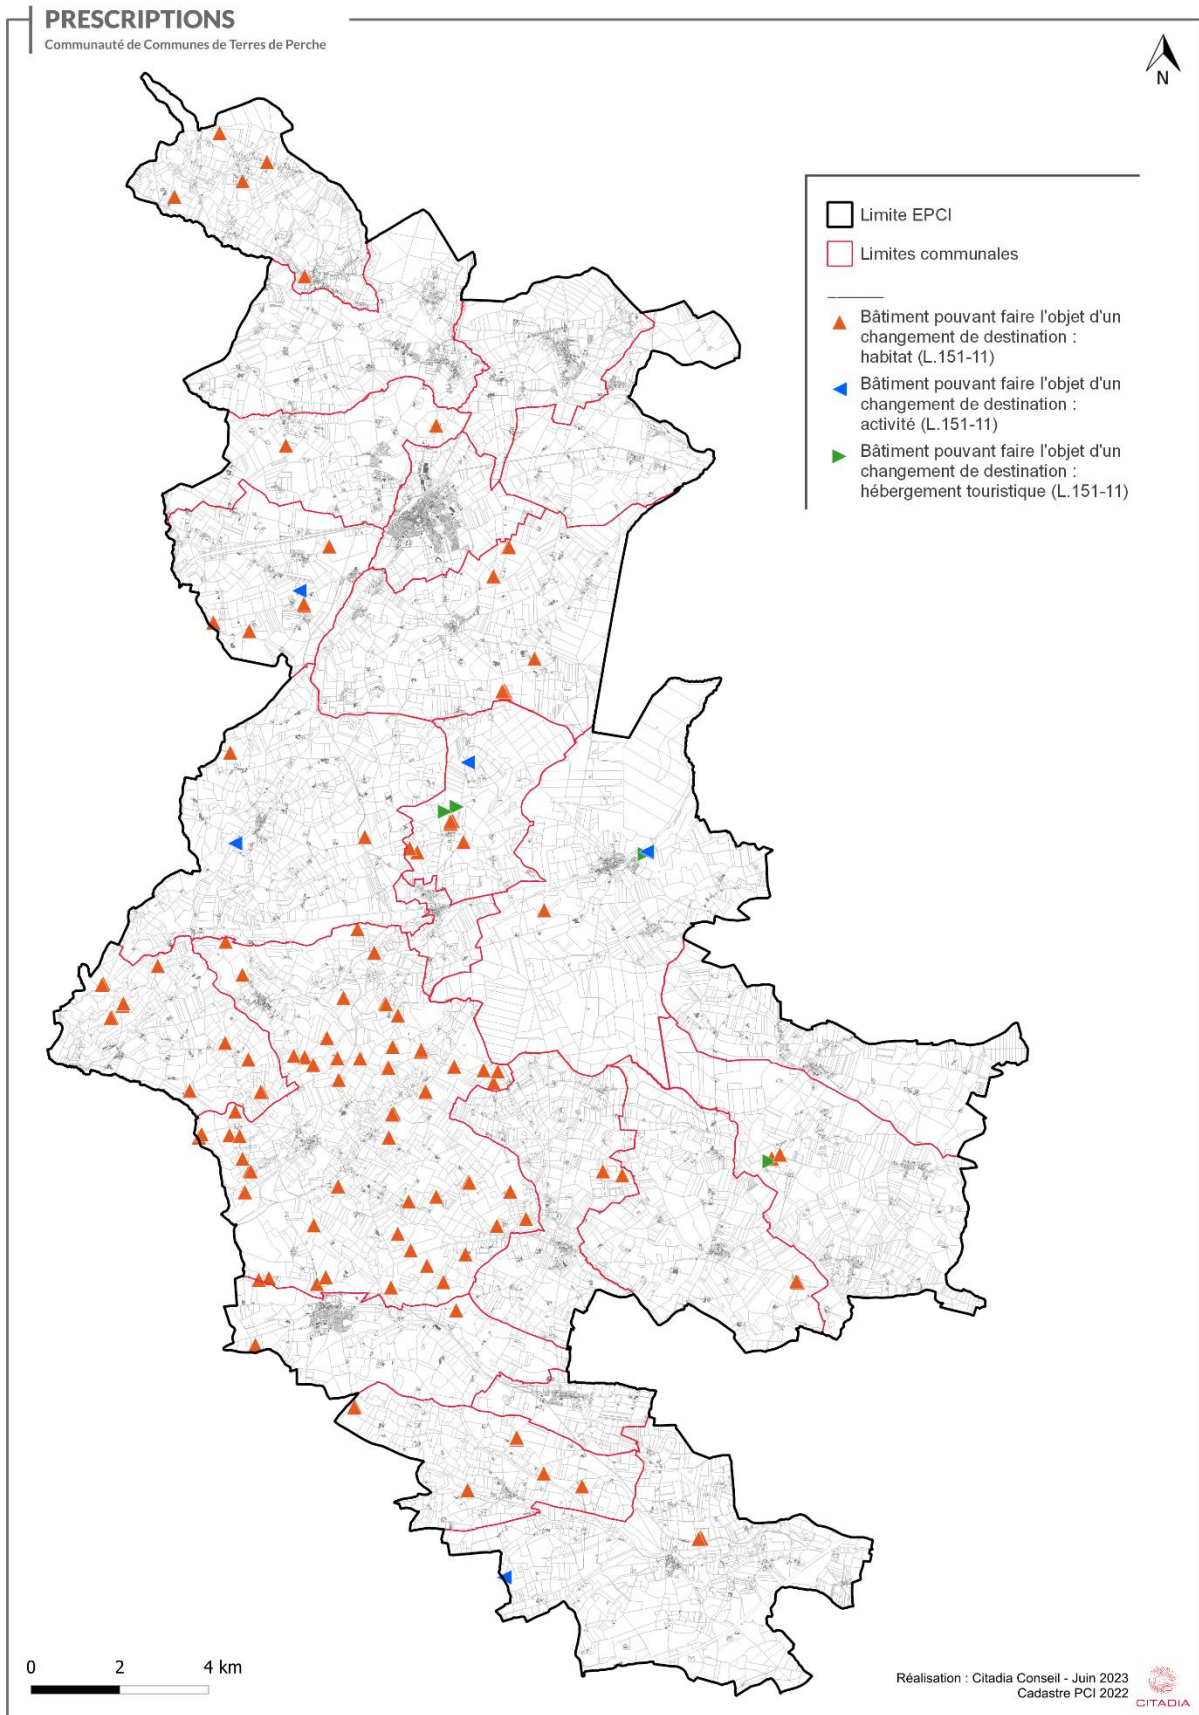 PRESCRIPTIONS
Communauté de Communes de Terres de Perche
N
Limite EPCI
Limites communales
Bâtiment pouvant faire l'objet d'un
changement de destination :
habitat (L.151-11)
Bâtiment pouvant faire l'objet d'un
changement de destination :
activité (L.151-11)
Bâtiment pouvant faire l'objet d'un
changement de destination :
hébergement touristique (L.151-11)
0 2 4 km
Réalisation : Citadia Conseil - Juin 2023
Cadastre PCI 2022
CITADIA